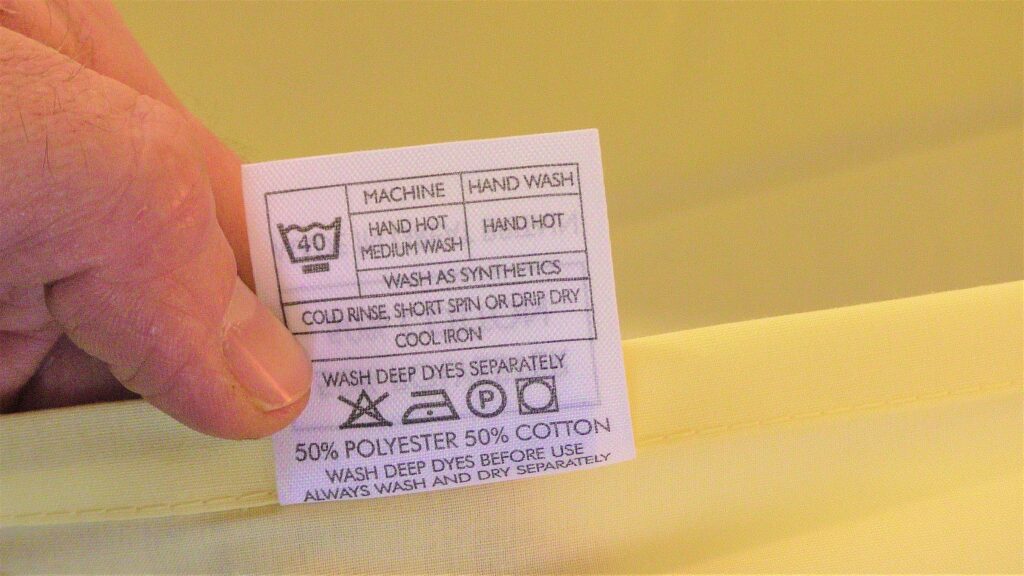 MACHINE HAND WASH
40
HAND HOT HAND HOT
MEDIUM WASH
WASH AS SYNTHETICS
COLD RINSE, SHORT SPIN OR DRIP DRY
COOL IRON
WASH DEEP DYES SEPARATELY
P
50% POLYESTER 50% COTTON
WASH DEEP DYES BEFORE USE
ALWAYS WASH AND DRY SEPARATELY